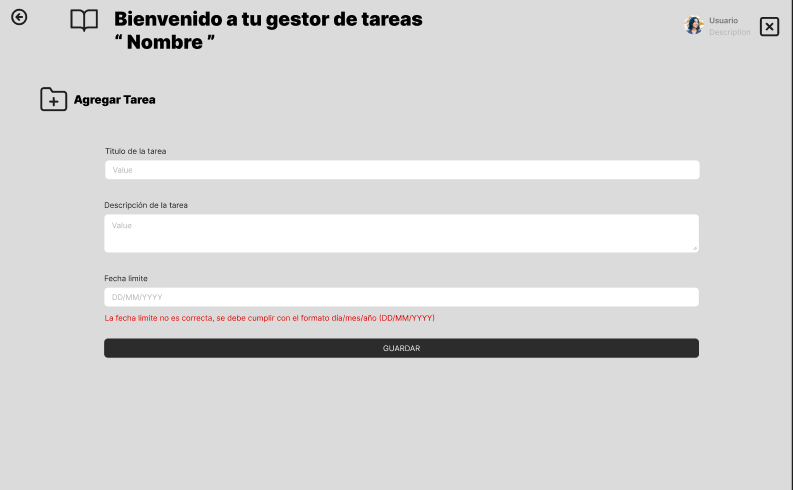 Bienvenido a tu gestor de tareas
“ Nombre ”
Usuario
Description
Agregar Tarea
Titulo de la tarea
Value
Descripción de la tarea
Value
Fecha limite
DD/MM/YYYY
La fecha limite no es correcta, se debe cumplir con el formato día/mes/año (DD/MM/YYYY)
GUARDAR